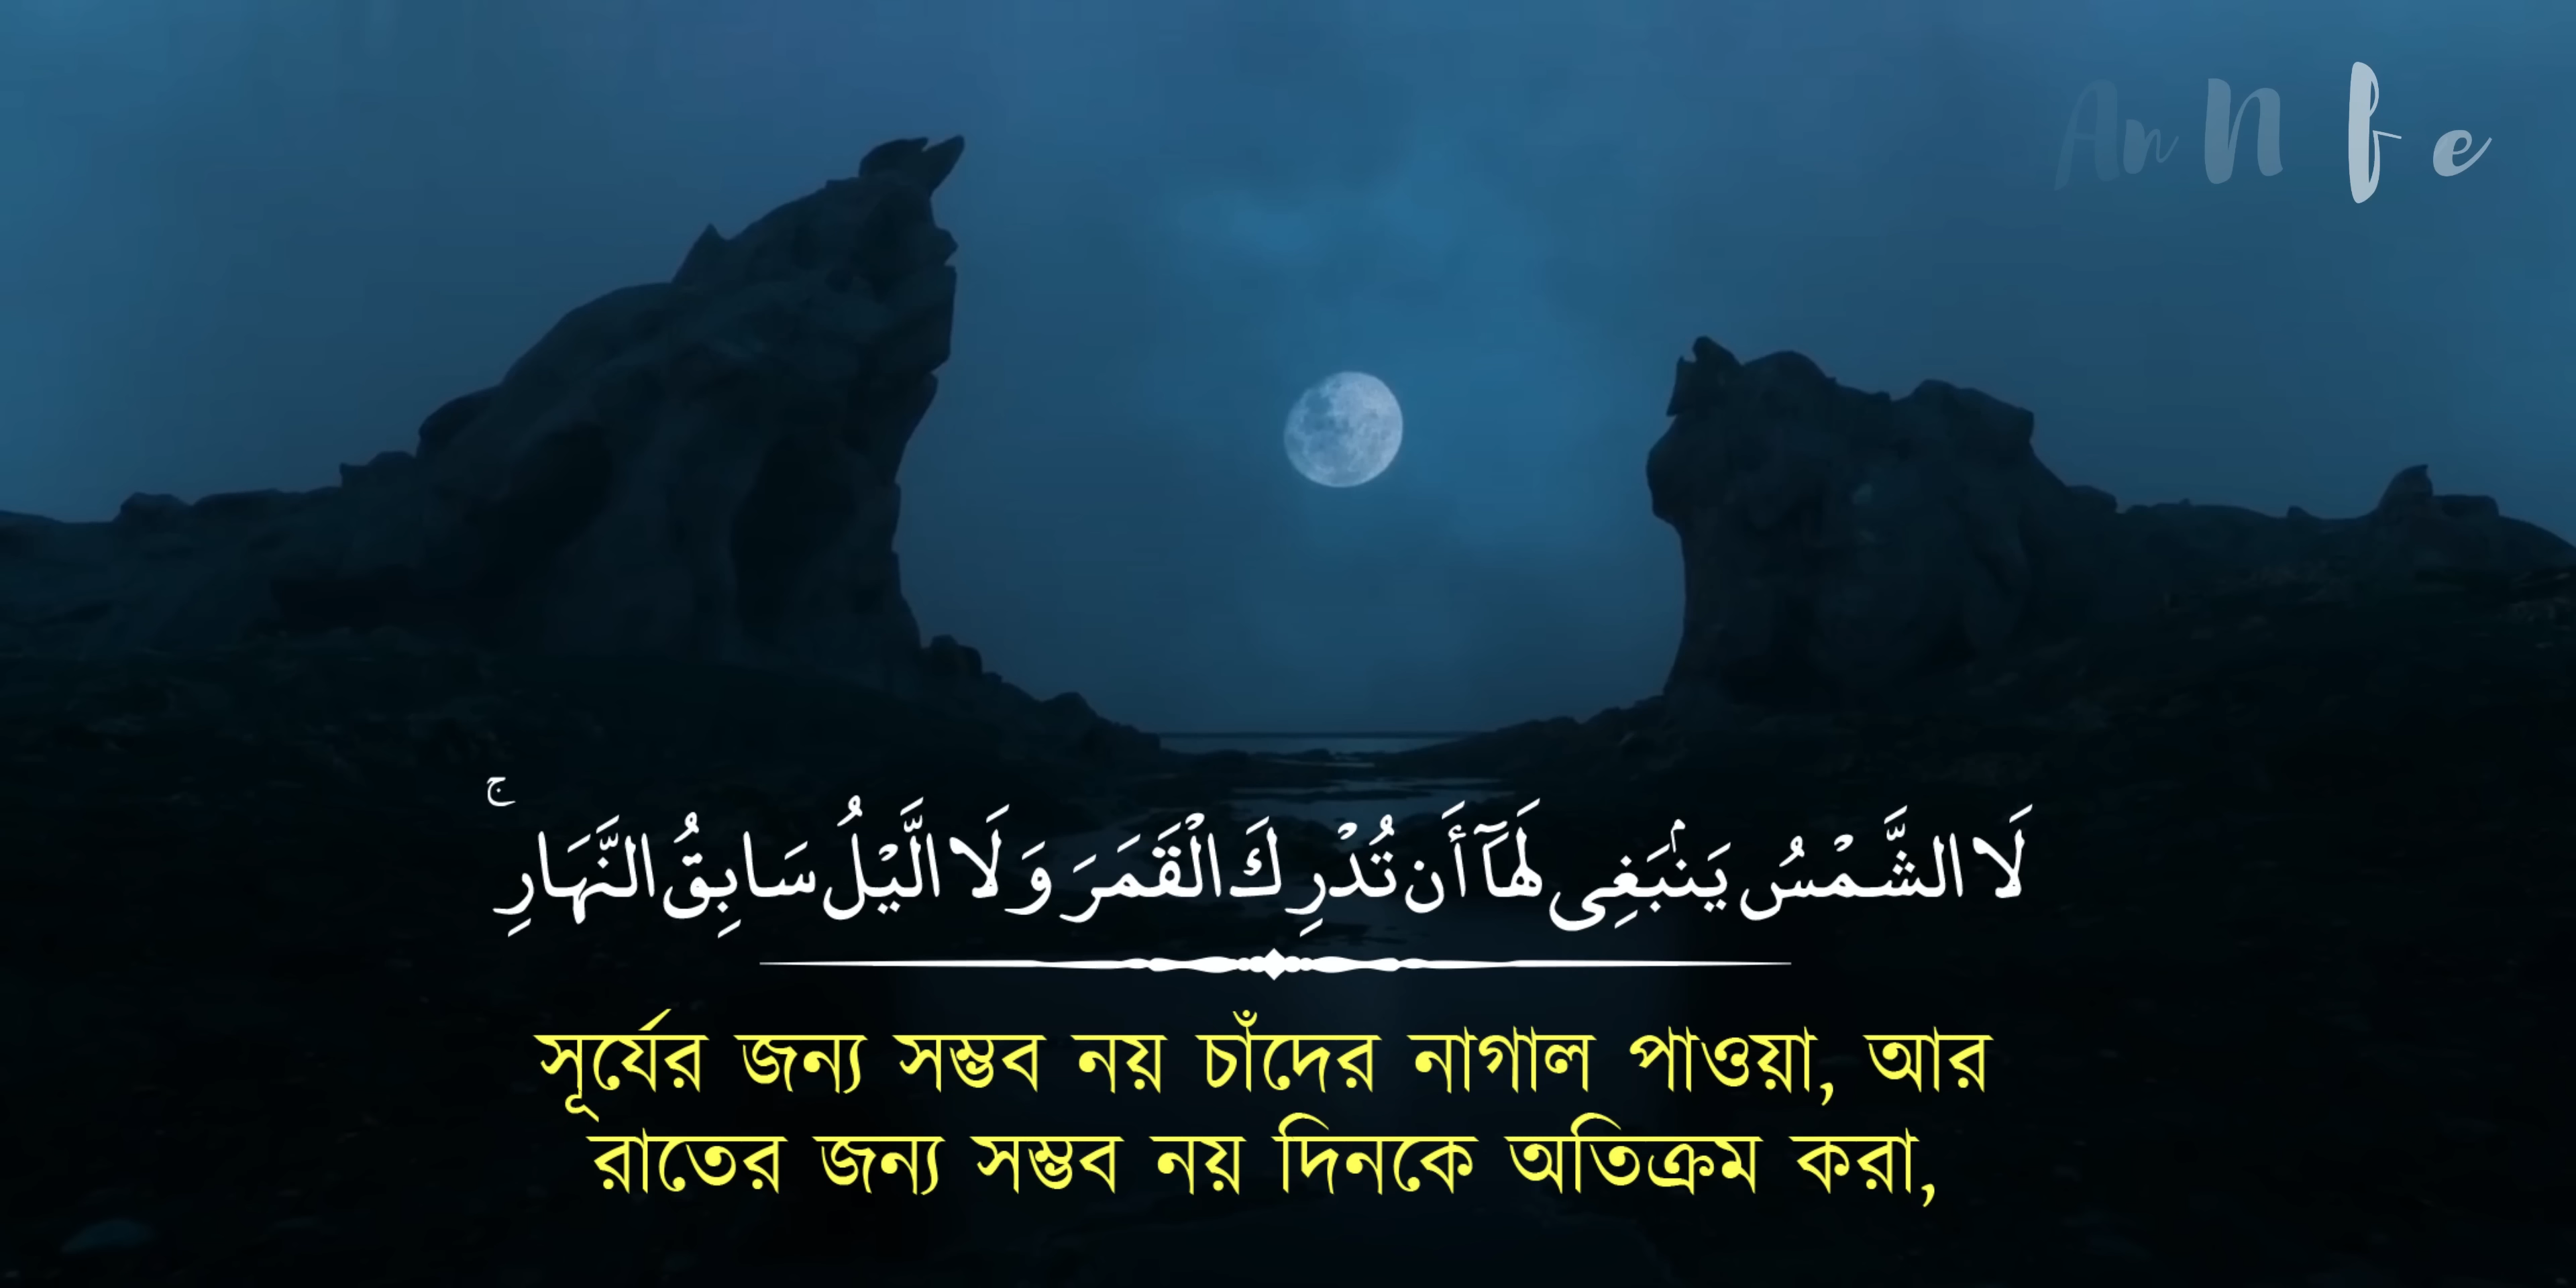 An N f e
لَا الشَّمْسُ يَنۢبَغِى لَهَآ أَن تُدْرِكَ الْقَمَرَ وَلَا الَّيْلُ سَابِقُ النَّهَارِ ۚ
সূর্যের জন্য সম্ভব নয় চাঁদের নাগাল পাওয়া, আর
রাতের জন্য সম্ভব নয় দিনকে অতিক্রম করা,